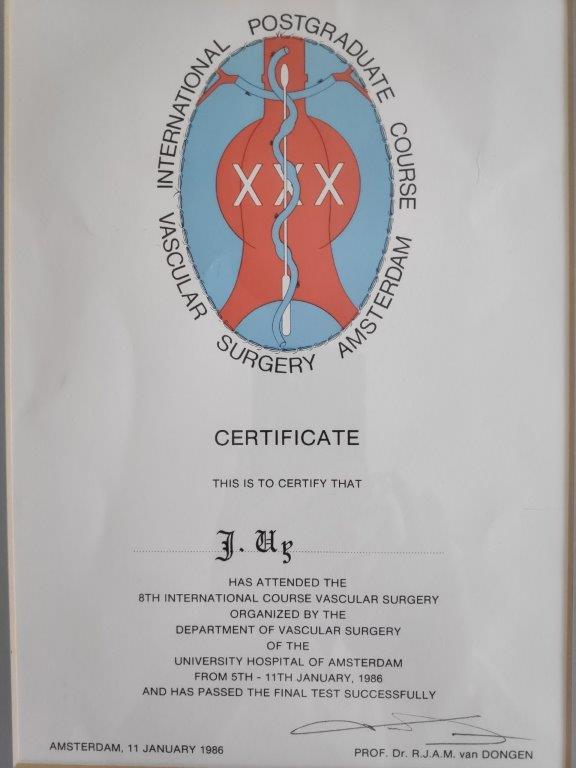 INTERNATIONAL POSTGRADUATE COURSE
VASCULAR SURGERY AMSTERDAM
XXX
CERTIFICATE
THIS IS TO CERTIFY THAT
J. Uz
HAS ATTENDED THE
8TH INTERNATIONAL COURSE VASCULAR SURGERY
ORGANIZED BY THE
DEPARTMENT OF VASCULAR SURGERY
OF THE
UNIVERSITY HOSPITAL OF AMSTERDAM
FROM 5TH - 11TH JANUARY, 1986
AND HAS PASSED THE FINAL TEST SUCCESSFULLY
AMSTERDAM, 11 JANUARY 1986
PROF. Dr. R.J.A.M. van DONGEN